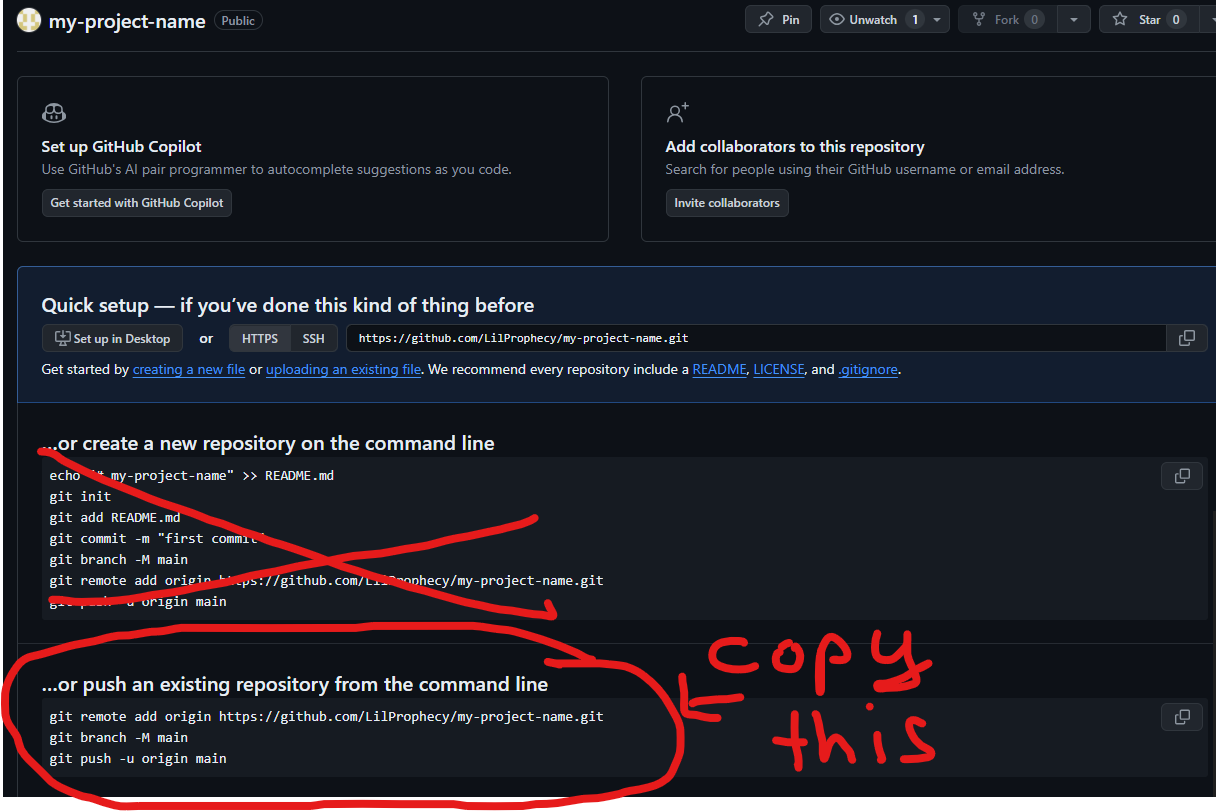 my-project-name Public Pin Unwatch 1 Fork 0 Star 0
Set up GitHub Copilot
Use GitHub's AI pair programmer to autocomplete suggestions as you code.
Get started with GitHub Copilot
Add collaborators to this repository
Search for people using their GitHub username or email address.
Invite collaborators
Quick setup — if you’ve done this kind of thing before
Set up in Desktop or HTTPS SSH https://github.com/LilProphecy/my-project-name.git
Get started by creating a new file or uploading an existing file. We recommend every repository include a README, LICENSE, and .gitignore.
…or create a new repository on the command line
echo "# my-project-name" >> README.md
git init
git add README.md
git commit -m "first commit"
git branch -M main
git remote add origin https://github.com/LilProphecy/my-project-name.git
git push -u origin main
…or push an existing repository from the command line
git remote add origin https://github.com/LilProphecy/my-project-name.git
git branch -M main
git push -u origin main
copy
this